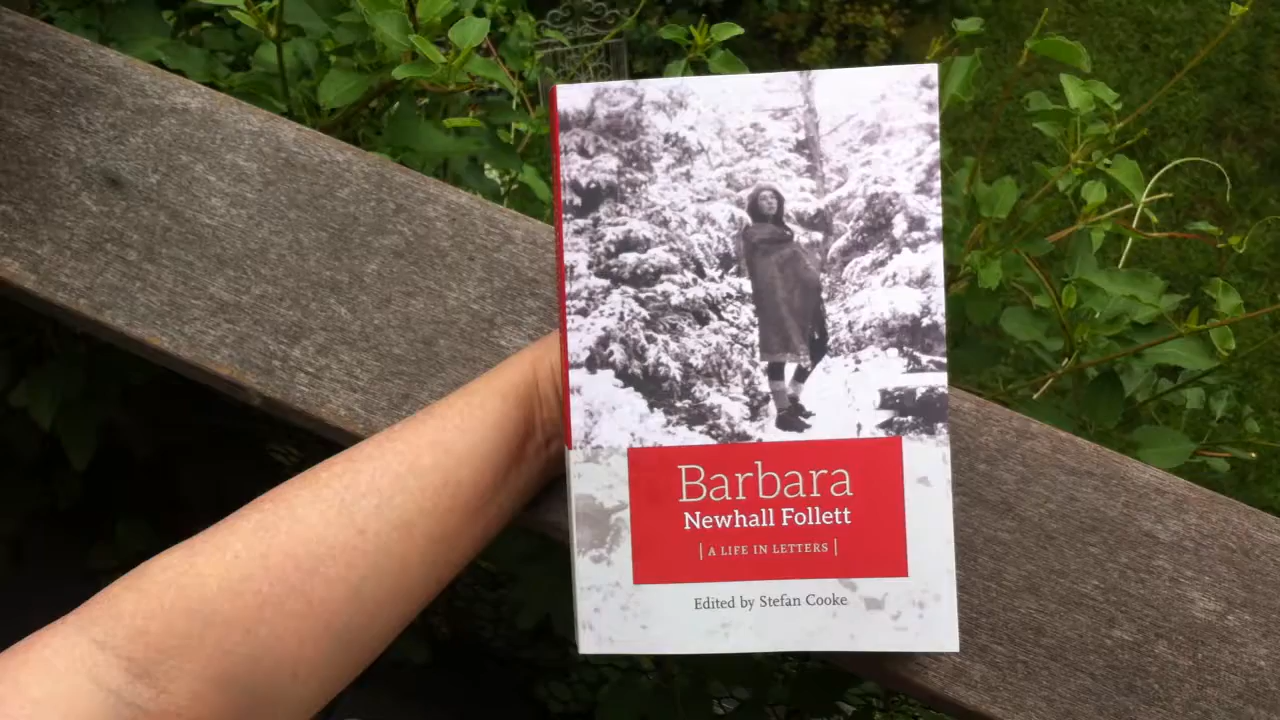 Barbara
Newhall Follett
| A LIFE IN LETTERS |
Edited by Stefan Cooke